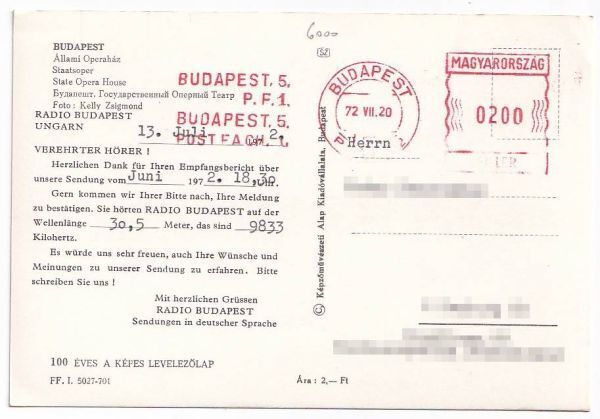 6000
BUDAPEST
Állami Operaház
Staatsoper
State Opera House
Будапешт. Государственный Оперный Театр
Foto : Kelly Zsigmond
BUDAPEST, 5.
P.F.1.
BUDAPEST, 5.
POSTFACH. 1.
RADIO BUDAPEST
UNGARN
13. Juli 1972.
VEREHRTER HÖRER !
Herzlichen Dank für Ihren Empfangsbericht über
unsere Sendung vom Juni 1972. 18,30 Uhr.
Gern kommen wir Ihrer Bitte nach, Ihre Meldung
zu bestätigen. Sie hörten RADIO BUDAPEST auf der
Wellenlänge 30,5 Meter, das sind 9833
Kilohertz.
Es würde uns sehr freuen, auch Ihre Wünsche und
Meinungen zu unserer Sendung zu erfahren. Bitte
schreiben Sie uns !
Mit herzlichen Grüssen
RADIO BUDAPEST
Sendungen in deutscher Sprache
100 ÉVES A KÉPES LEVELEZŐLAP
FF. I. 5027-701
Ára : 2,— Ft
© Képzőművészeti Alap Kiadóvállalata, Budapest
SZ
BUDAPEST
72 VII. 20
MAGYARORSZÁG
0200
Herrn